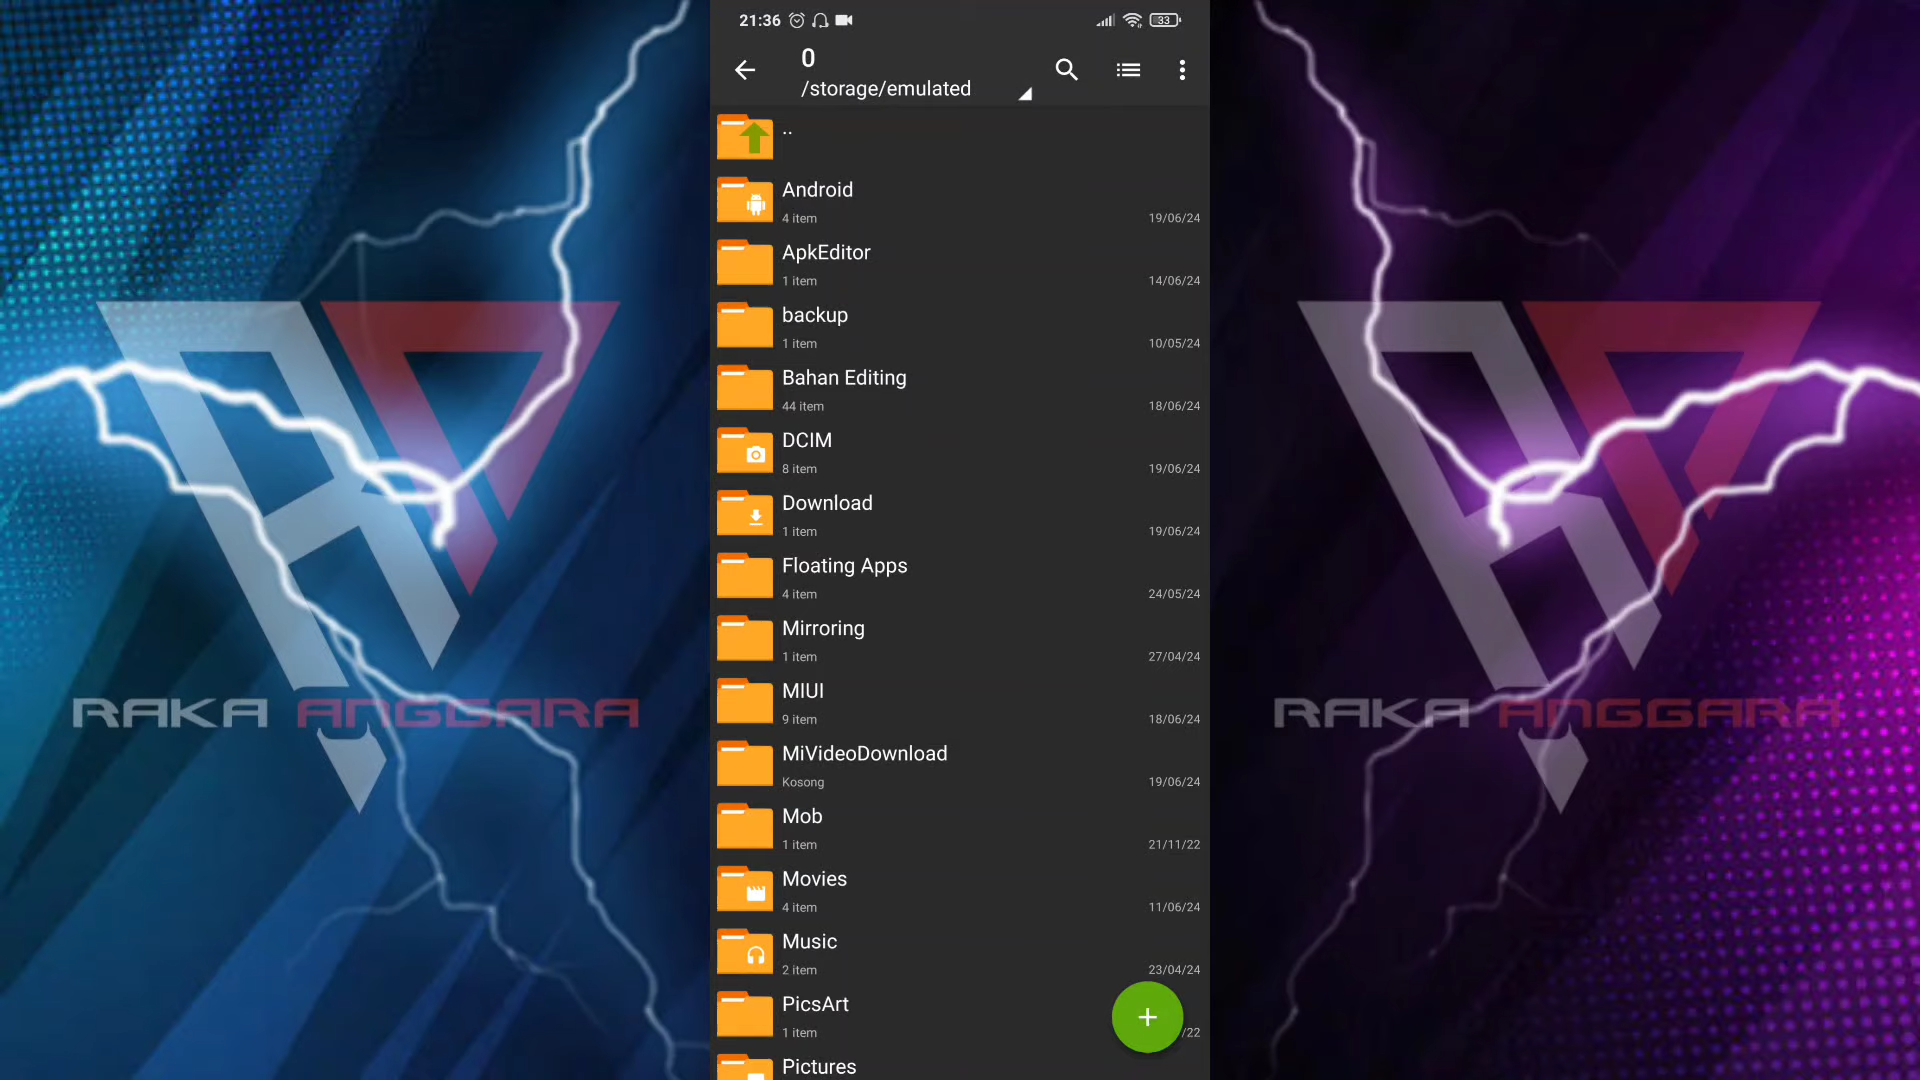 21:36
33
0
/storage/emulated
..
Android
4 item
19/06/24
ApkEditor
1 item
14/06/24
backup
1 item
10/05/24
Bahan Editing
44 item
18/06/24
DCIM
8 item
19/06/24
Download
1 item
19/06/24
Floating Apps
4 item
24/05/24
Mirroring
1 item
27/04/24
MIUI
9 item
18/06/24
MiVideoDownload
Kosong
19/06/24
Mob
1 item
21/11/22
Movies
4 item
11/06/24
Music
2 item
23/04/24
PicsArt
1 item
/22
Pictures
RAKA ANGGARA
RAKA ANGGARA